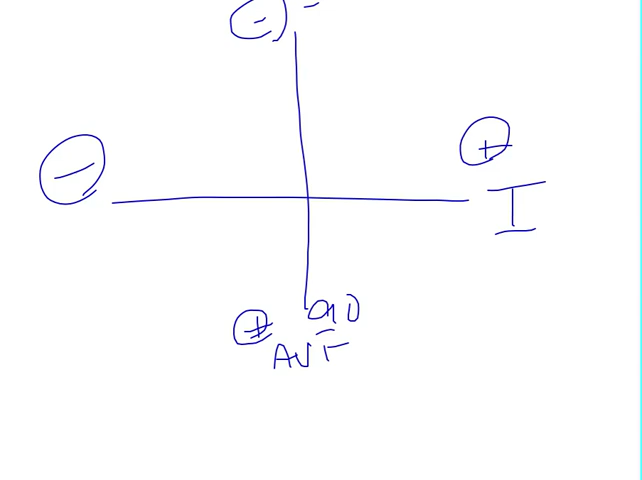 (-) -
+
-
I
+ 90
AVF